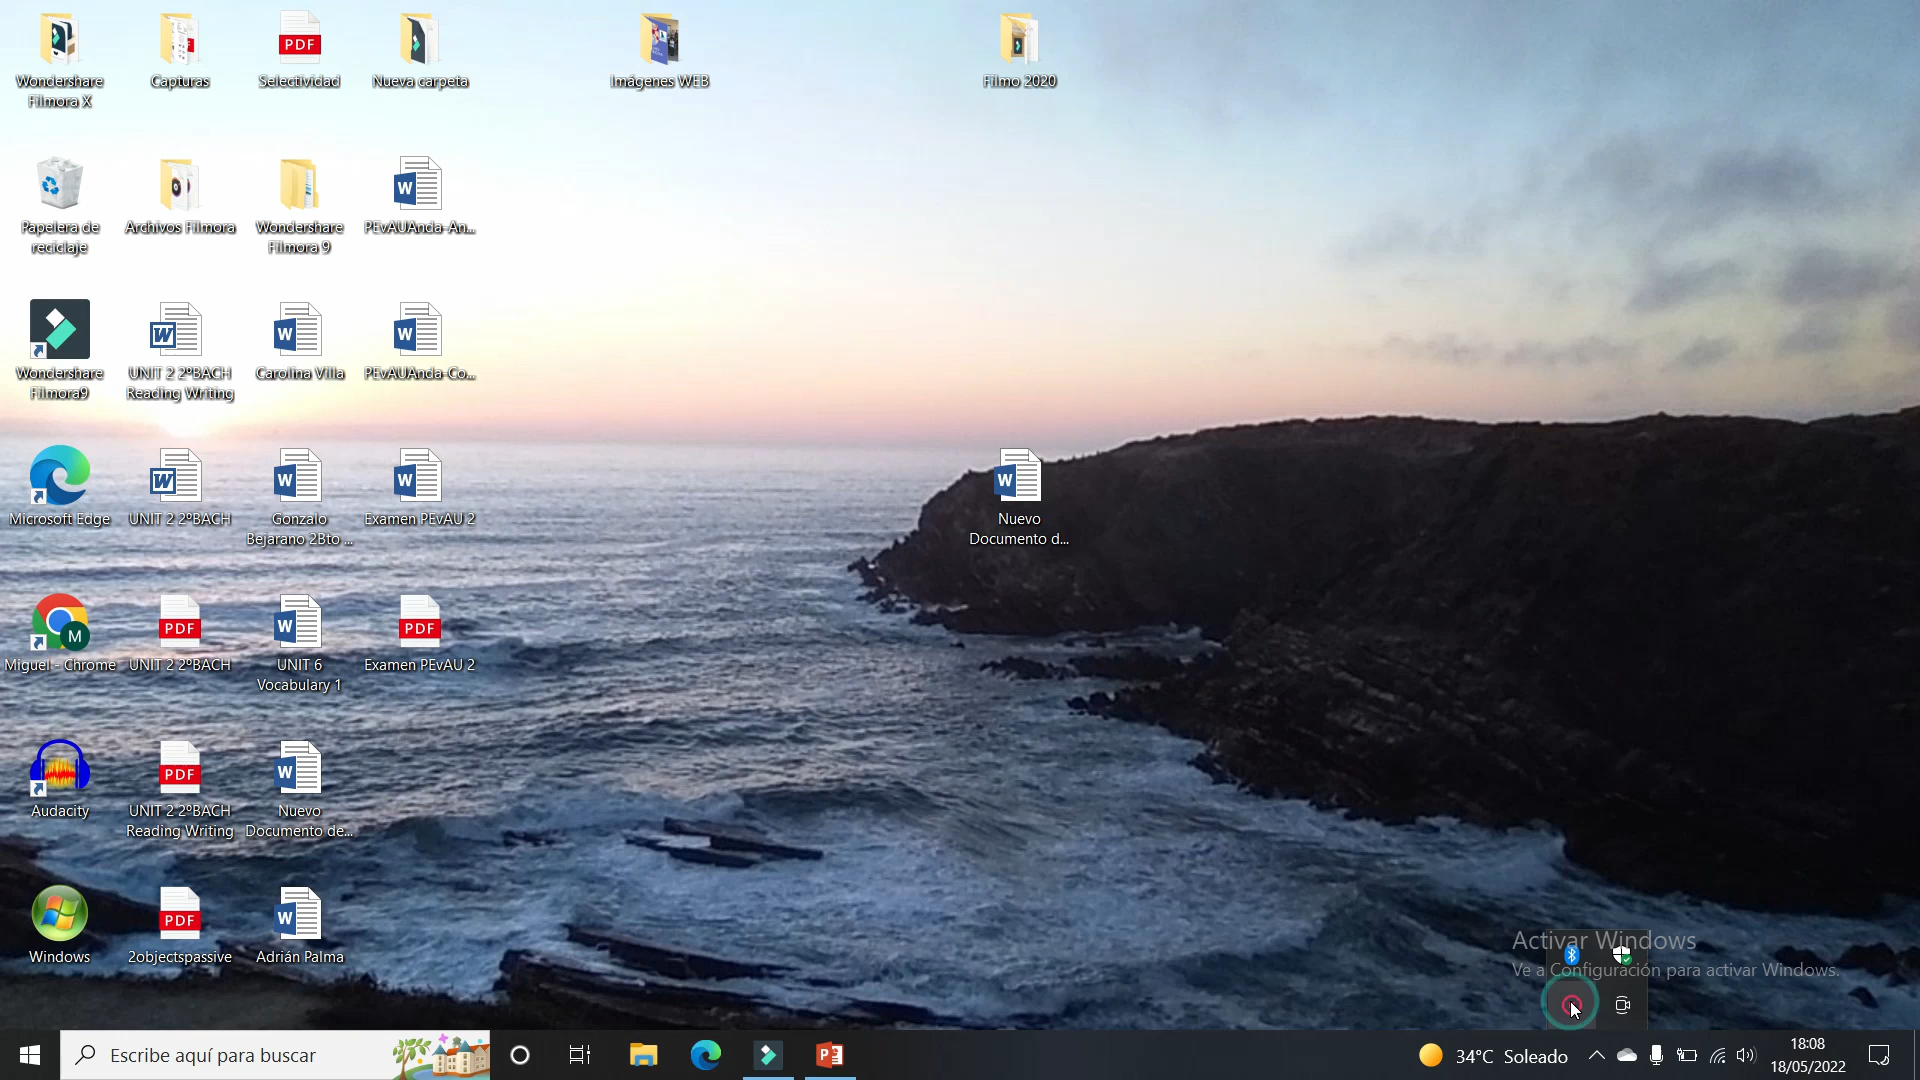 Wondershare
Filmora X
Capturas
PDF
Selectividad
Nueva carpeta
Imágenes WEB
Filmo 2020
Papelera de
reciclaje
Archivos Filmora
Wondershare
Filmora 9
W
PEvAUAnda-An...
Wondershare
Filmora9
W
UNIT 2 2ºBACH
Reading Writing
W
Carolina Villa
W
PEvAUAnda-Co...
Microsoft Edge
W
UNIT 2 2ºBACH
W
Gonzalo
Bejarano 2Bto ...
W
Examen PEvAU 2
W
Nuevo
Documento d...
M
Miguel - Chrome
PDF
UNIT 2 2ºBACH
W
UNIT 6
Vocabulary 1
PDF
Examen PEvAU 2
Audacity
PDF
UNIT 2 2ºBACH
Reading Writing
W
Nuevo
Documento de...
Windows
PDF
2objectspassive
W
Adrián Palma
Activar Windows
Ve a Configuración para activar Windows.
Escribe aquí para buscar
P
34°C Soleado
18:08
18/05/2022